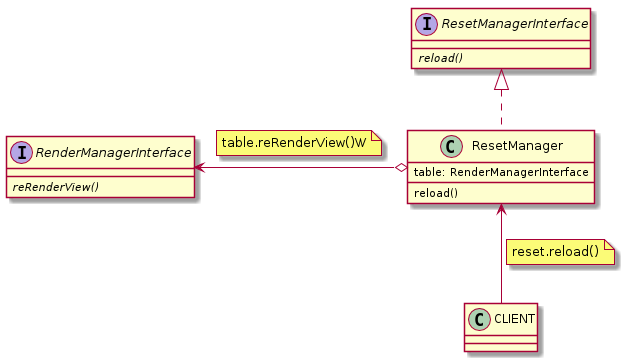 I ResetManagerInterface
reload()
table.reRenderView()W
I RenderManagerInterface
reRenderView()
C ResetManager
table: RenderManagerInterface
reload()
reset.reload()
C CLIENT